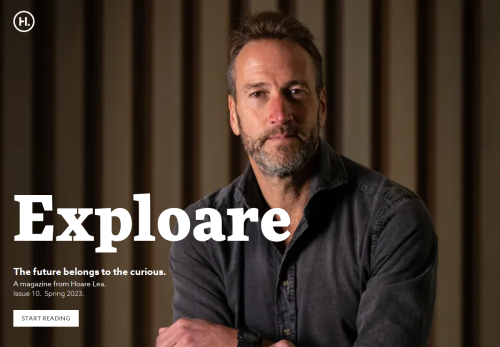 H.
Exploare
The future belongs to the curious.
A magazine from Hoare Lea.
Issue 10. Spring 2023.
START READING